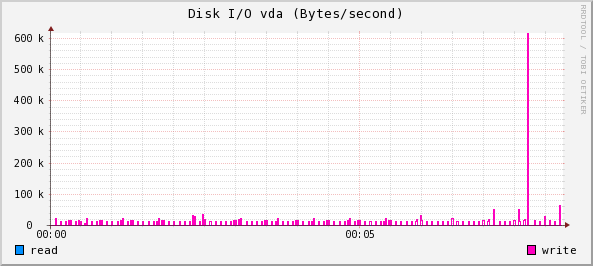 Disk I/O vda (Bytes/second)
RRDTOOL / TOBI OETIKER
600 k
500 k
400 k
300 k
200 k
100 k
0
00:00 00:05
read write